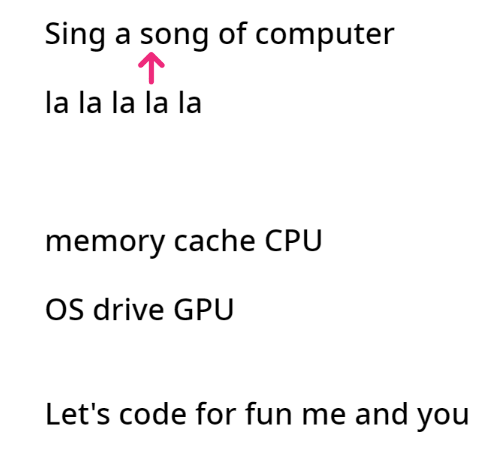 Sing a song of computer
la la la la la
memory cache CPU
OS drive GPU
Let's code for fun me and you